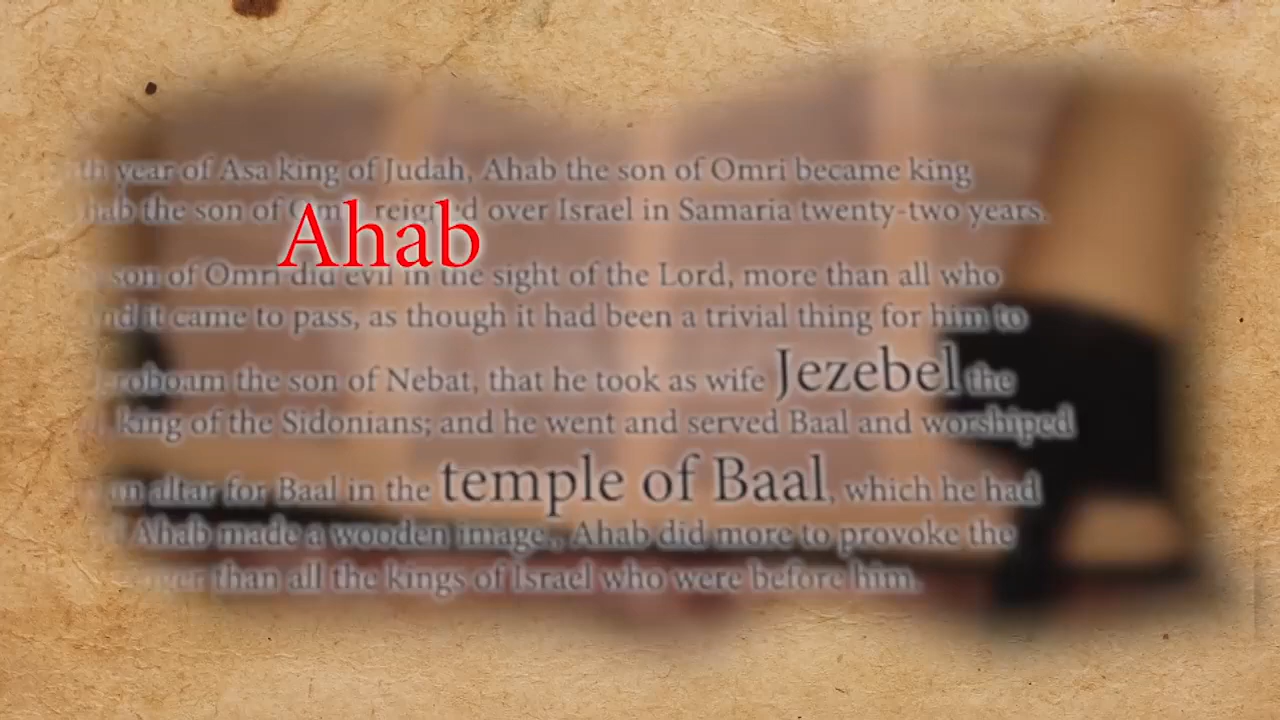 th year of Asa king of Judah, Ahab the son of Omri became king
the son of reigned over Israel in Samaria twenty-two years.
Ahab
son of Omri did evil in the sight of the Lord, more than all who
it came to pass, as though it had been a trivial thing for him to
the son of Nebat, that he took as wife Jezebel the
king of the Sidonians; and he went and served Baal and worshiped
altar for Baal in the temple of Baal, which he had
Ahab made a wooden image., Ahab did more to provoke the
than all the kings of Israel who were before him.